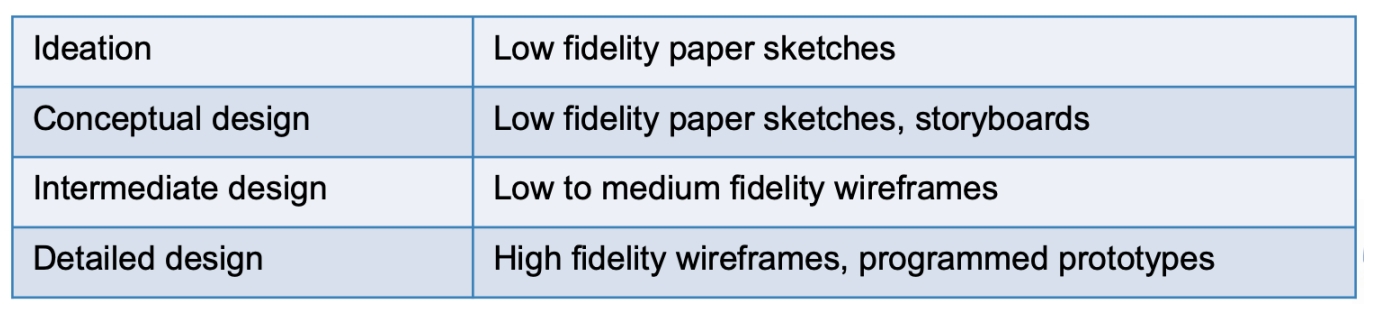 Ideation Low fidelity paper sketches
Conceptual design Low fidelity paper sketches, storyboards
Intermediate design Low to medium fidelity wireframes
Detailed design High fidelity wireframes, programmed prototypes